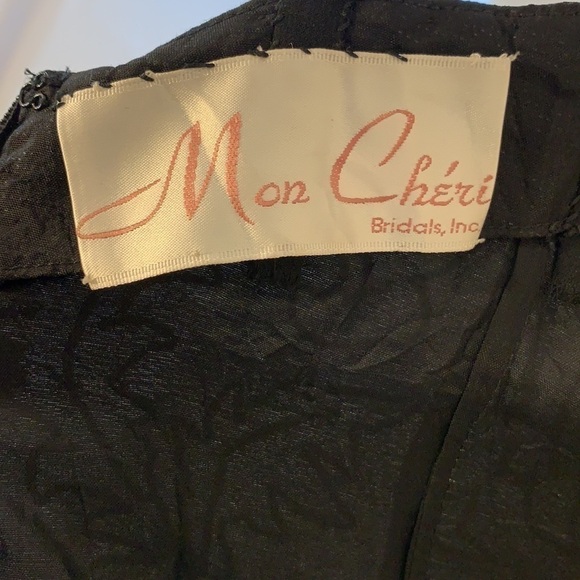 Mon Chéri
Bridals, Inc.